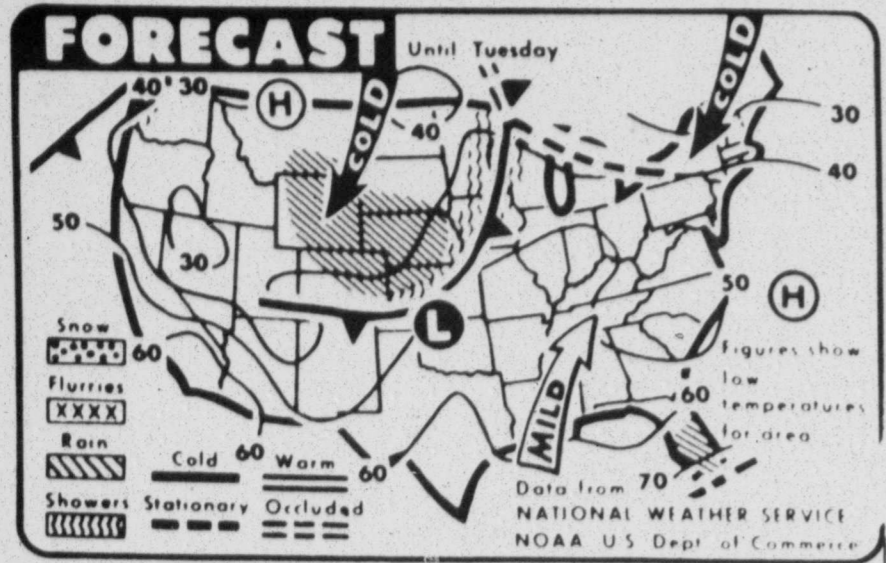 FORECAST
Until Tuesday
COLD
COLD
40° 30
H
40
30
40
50
30
50
H
L
60
Snow
Flurries
Rain
Showers
Cold
Warm
Stationary
Occluded
60
60
MILD
60
70
Figures show
low
temperatures
for area
Data from
NATIONAL WEATHER SERVICE
NOAA U S Dept of Commerce